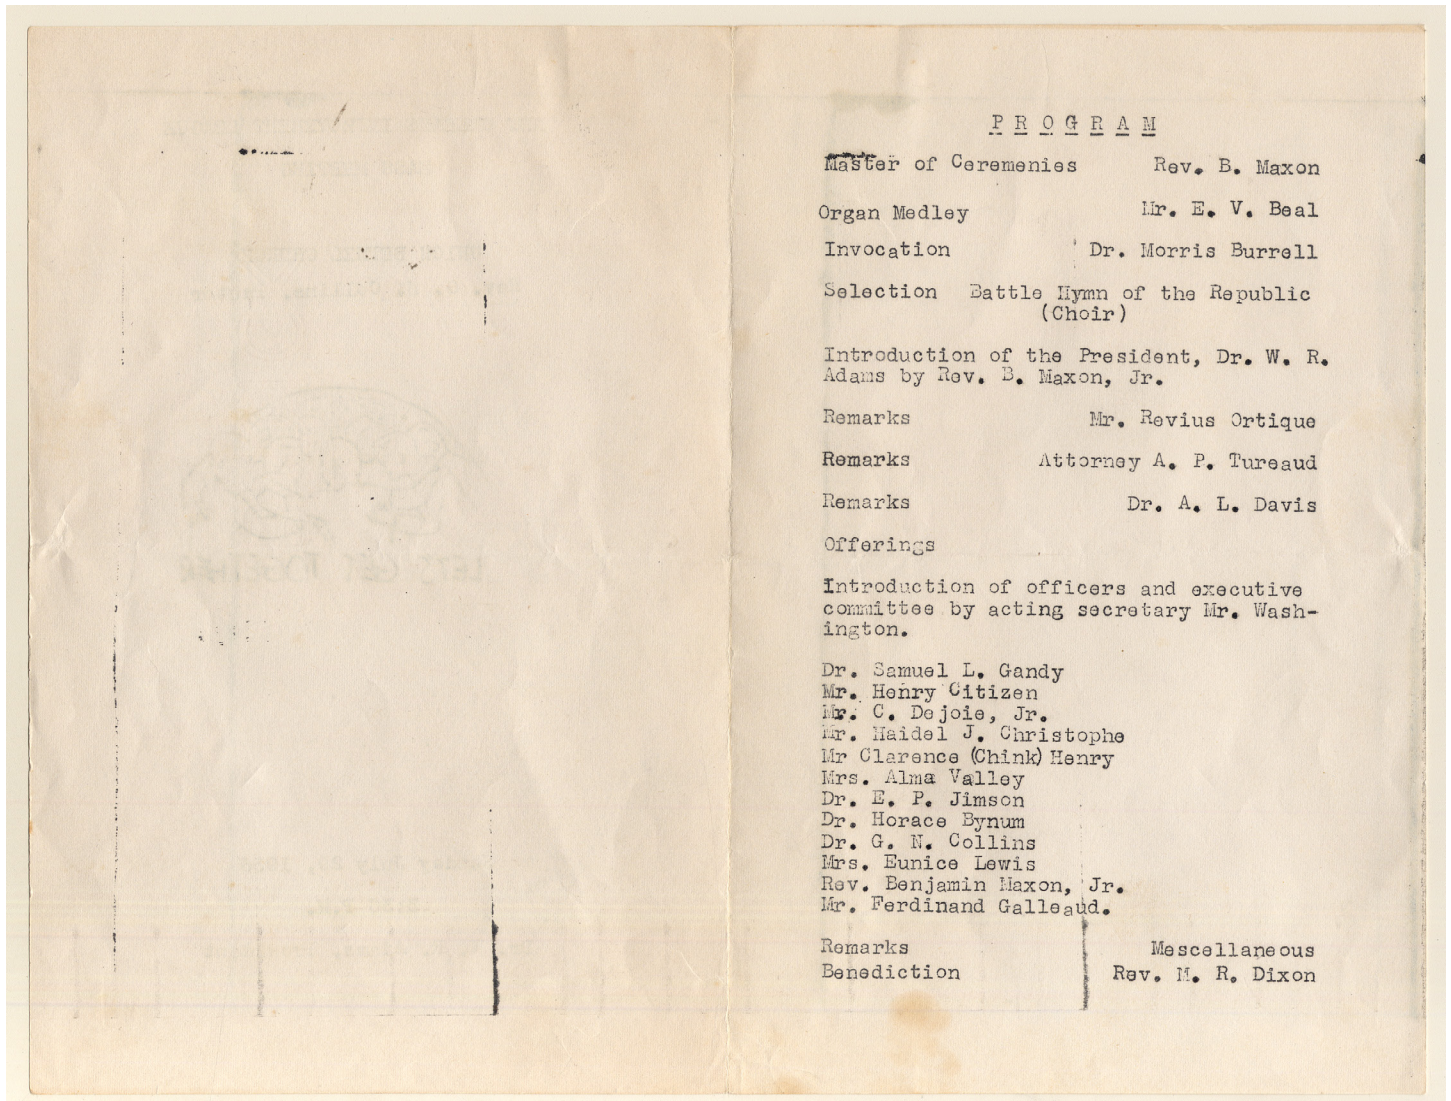 PROGRAM
Master of Ceremenies Rev. B. Maxon
Organ Medley Mr. E. V. Beal
Invocation Dr. Morris Burrell
Selection Battle Hymn of the Republic
(Choir)
Introduction of the President, Dr. W. R.
Adams by Rev. B. Maxon, Jr.
Remarks Mr. Revius Ortique
Remarks Attorney A. P. Tureaud
Remarks Dr. A. L. Davis
Offerings
Introduction of officers and executive
committee by acting secretary Mr. Wash-
ington.
Dr. Samuel L. Gandy
Mr. Henry Citizen
Mr. C. Dejoie, Jr.
Mr. Haidel J. Christophe
Mr Clarence (Chink) Henry
Mrs. Alma Valley
Dr. E. P. Jimson
Dr. Horace Bynum
Dr. G. N. Collins
Mrs. Eunice Lewis
Rev. Benjamin Maxon, Jr.
Mr. Ferdinand Galleaud.
Remarks Mescellaneous
Benediction Rev. M. R. Dixon